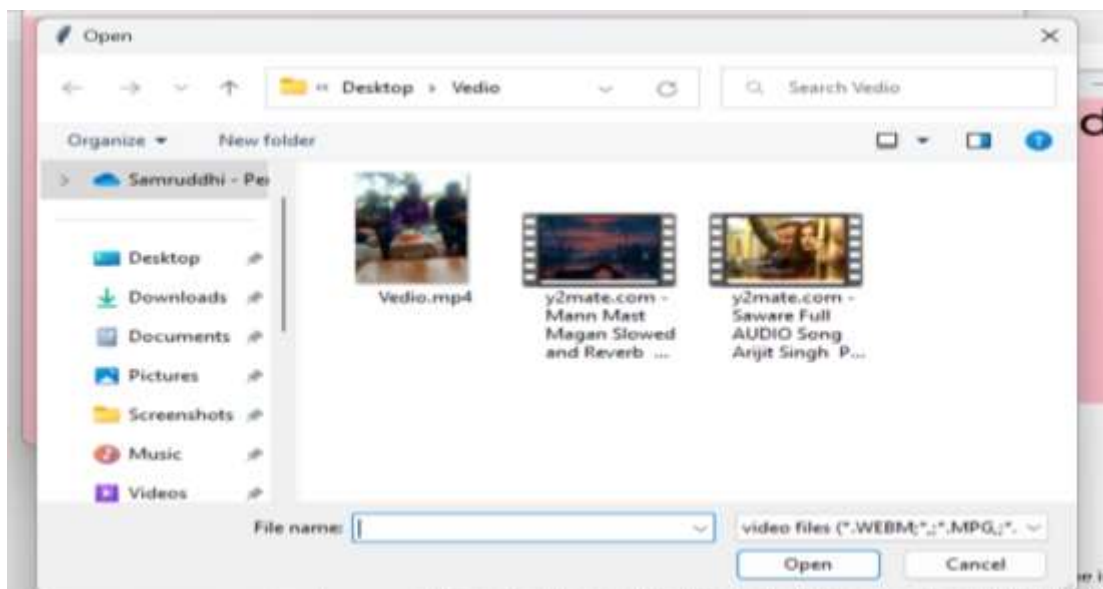 Open
Desktop > Vedio
Search Vedio
Organize
New folder
Samruddhi - Per
Desktop
Downloads
Documents
Pictures
Screenshots
Music
Videos
Vedio.mp4
y2mate.com -
Mann Mast
Magan Slowed
and Reverb ...
y2mate.com -
Saware Full
AUDIO Song
Arijit Singh P...
File name:
video files (*.WEBM;*.;*.MPG,;*.
Open
Cancel
d